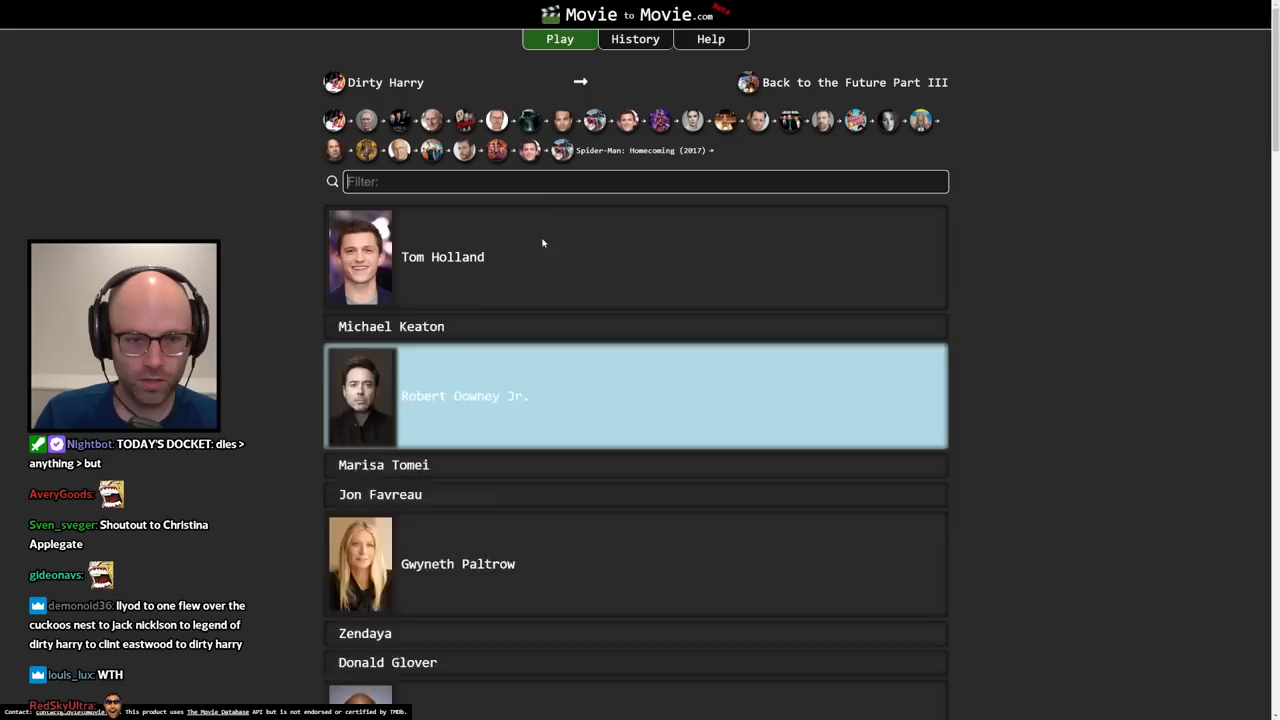 Movie to Movie.com Beta
Play History Help
Dirty Harry → Back to the Future Part III
Spider-Man: Homecoming (2017) →
Filter:
Tom Holland
Michael Keaton
Robert Downey Jr.
Marisa Tomei
Jon Favreau
Gwyneth Paltrow
Zendaya
Donald Glover
Nightbot: TODAY'S DOCKET: dles >
anything > but
AveryGoods:
Sven_sveger: Shoutout to Christina
Applegate
gideonavs:
demonold36: llyod to one flew over the
cuckoos nest to jack nicklson to legend of
dirty harry to clint eastwood to dirty harry
louis_lux: WTH
RedSkyUltra:
Contact: This product uses The Movie Database API but is not endorsed or certified by TMDb.